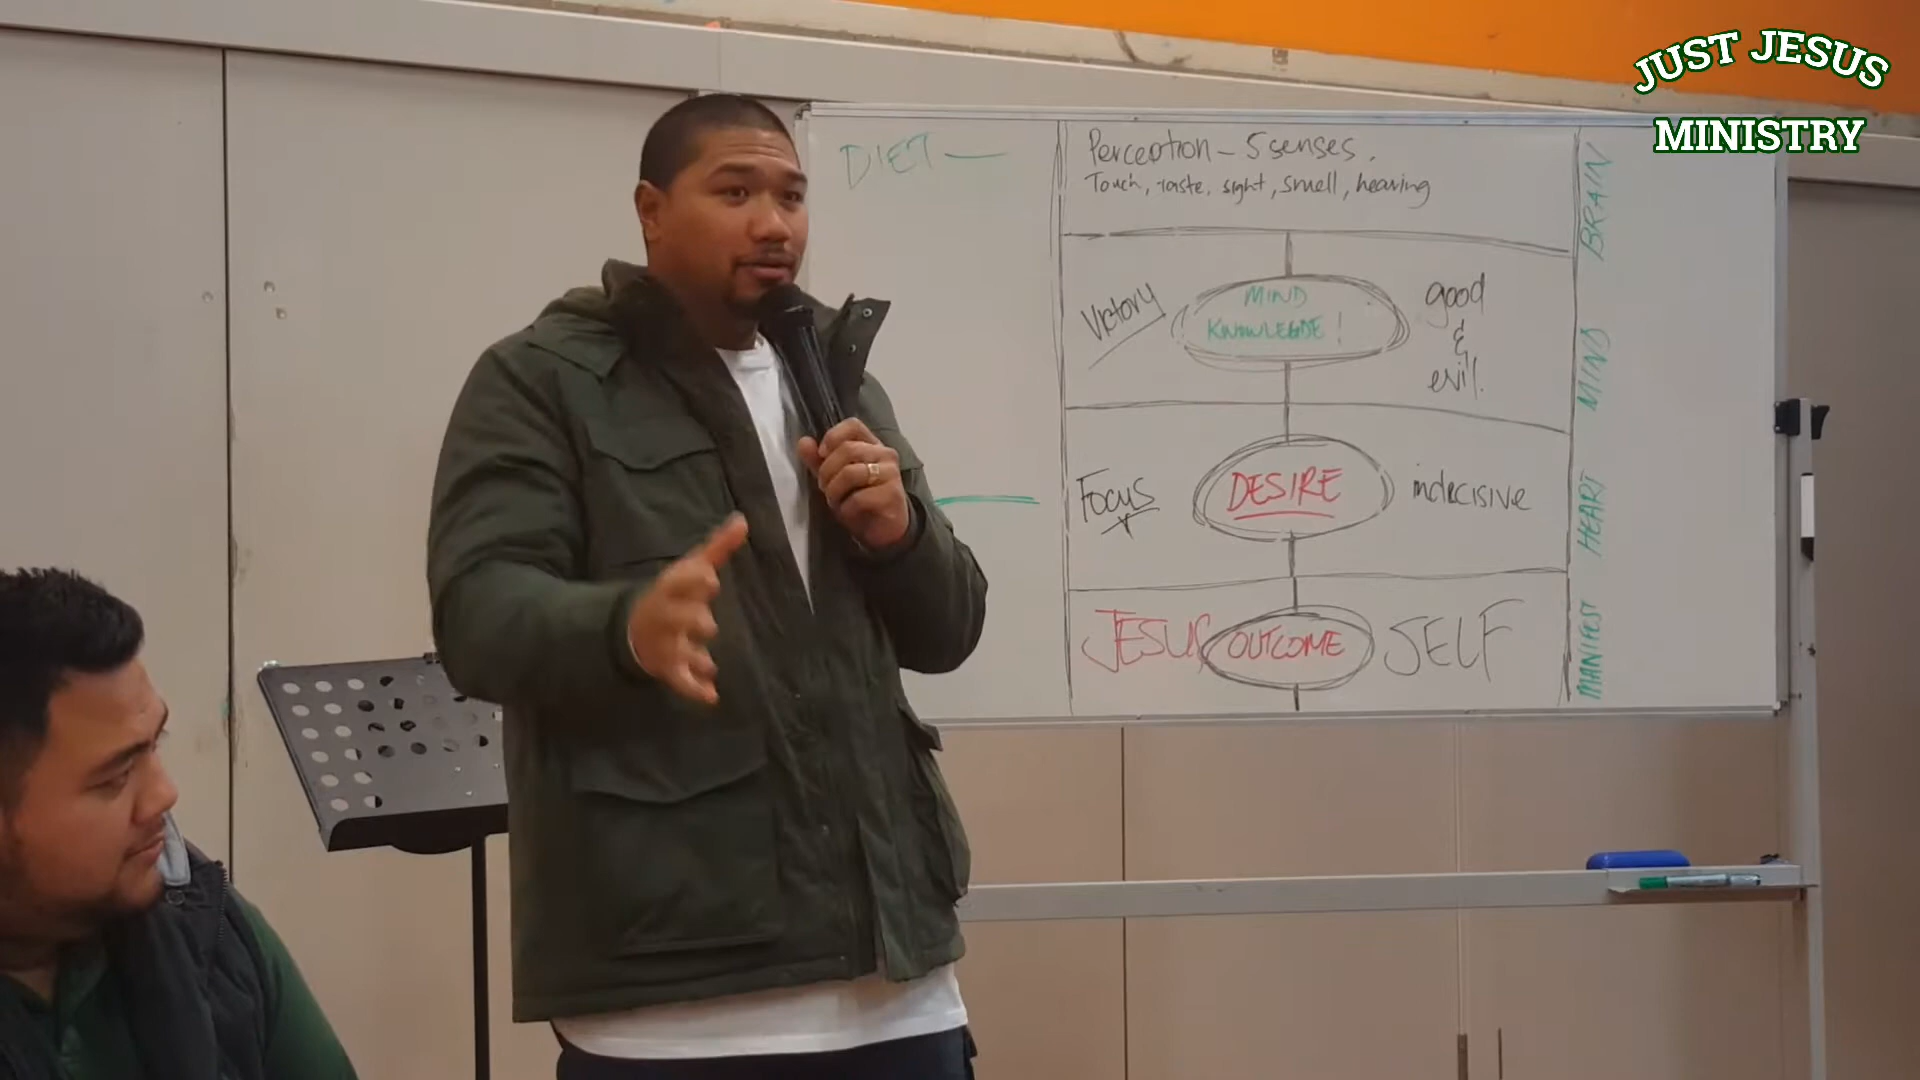 JUST JESUS
MINISTRY
DIET —
Perception - 5 senses.
Touch, taste, sight, smell, hearing
BRAIN
Victory
MIND
KNOWLEGDE!
good
&
evil.
MIND
Focus
DESIRE
indecisive
HEART
JESUS
OUTCOME
SELF
MANIFEST